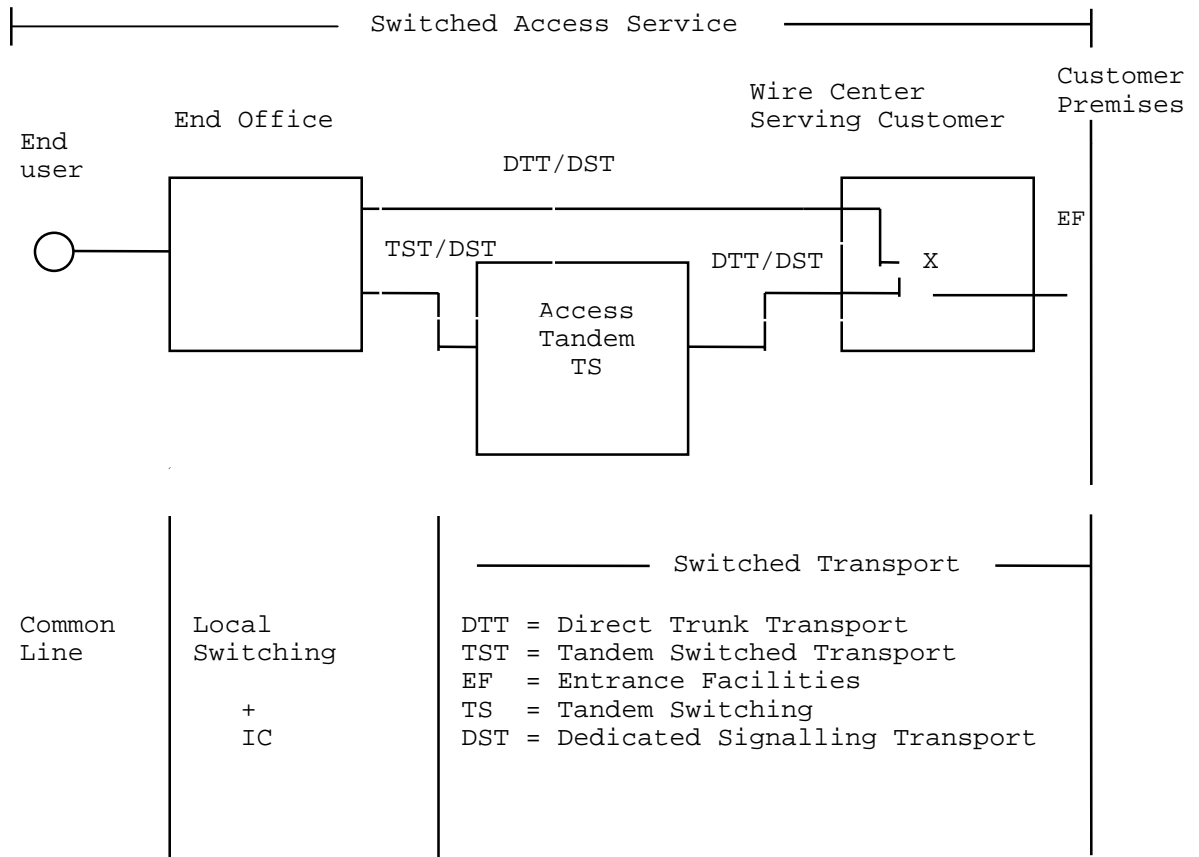 Switched Access Service
Customer
Premises
Wire Center
Serving Customer
End Office
End
user
DTT/DST
EF
TST/DST
DTT/DST
X
Access
Tandem
TS
Switched Transport
Common
Line
Local
Switching
+
IC
DTT = Direct Trunk Transport
TST = Tandem Switched Transport
EF = Entrance Facilities
TS = Tandem Switching
DST = Dedicated Signalling Transport